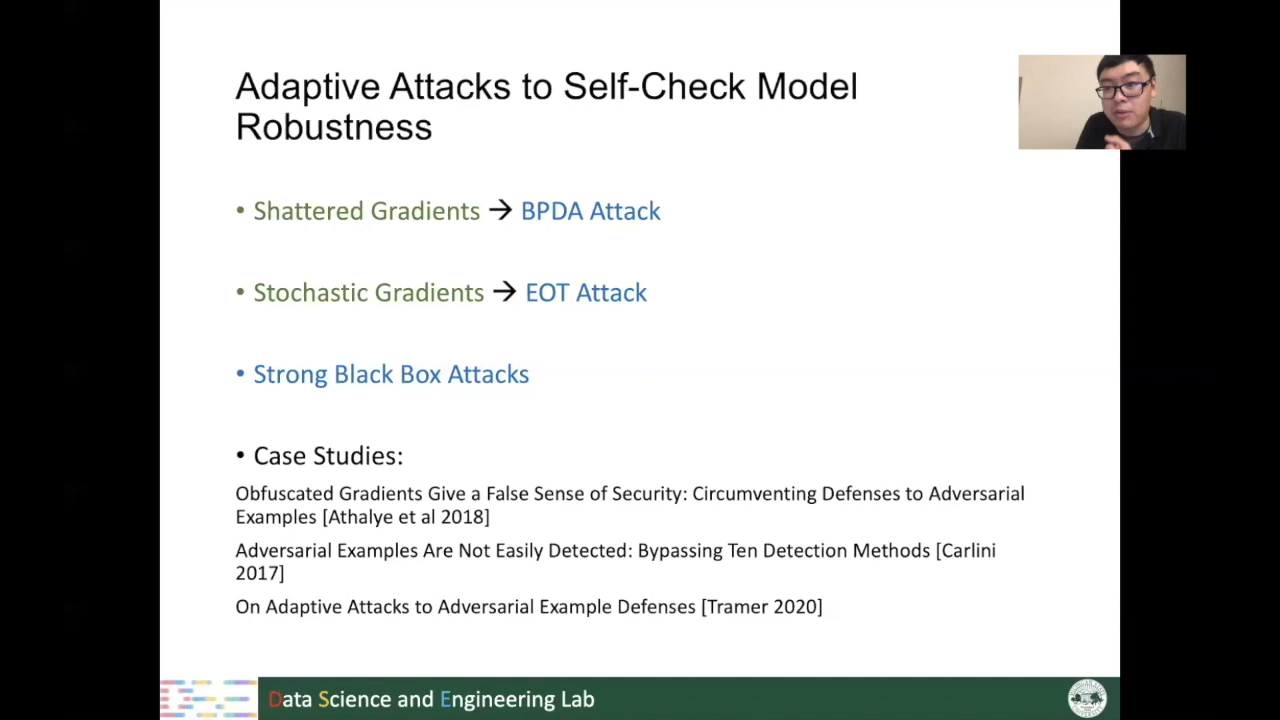 Adaptive Attacks to Self-Check Model
Robustness
• Shattered Gradients → BPDA Attack
• Stochastic Gradients → EOT Attack
• Strong Black Box Attacks
• Case Studies:
Obfuscated Gradients Give a False Sense of Security: Circumventing Defenses to Adversarial
Examples [Athalye et al 2018]
Adversarial Examples Are Not Easily Detected: Bypassing Ten Detection Methods [Carlini
2017]
On Adaptive Attacks to Adversarial Example Defenses [Tramer 2020]
Data Science and Engineering Lab